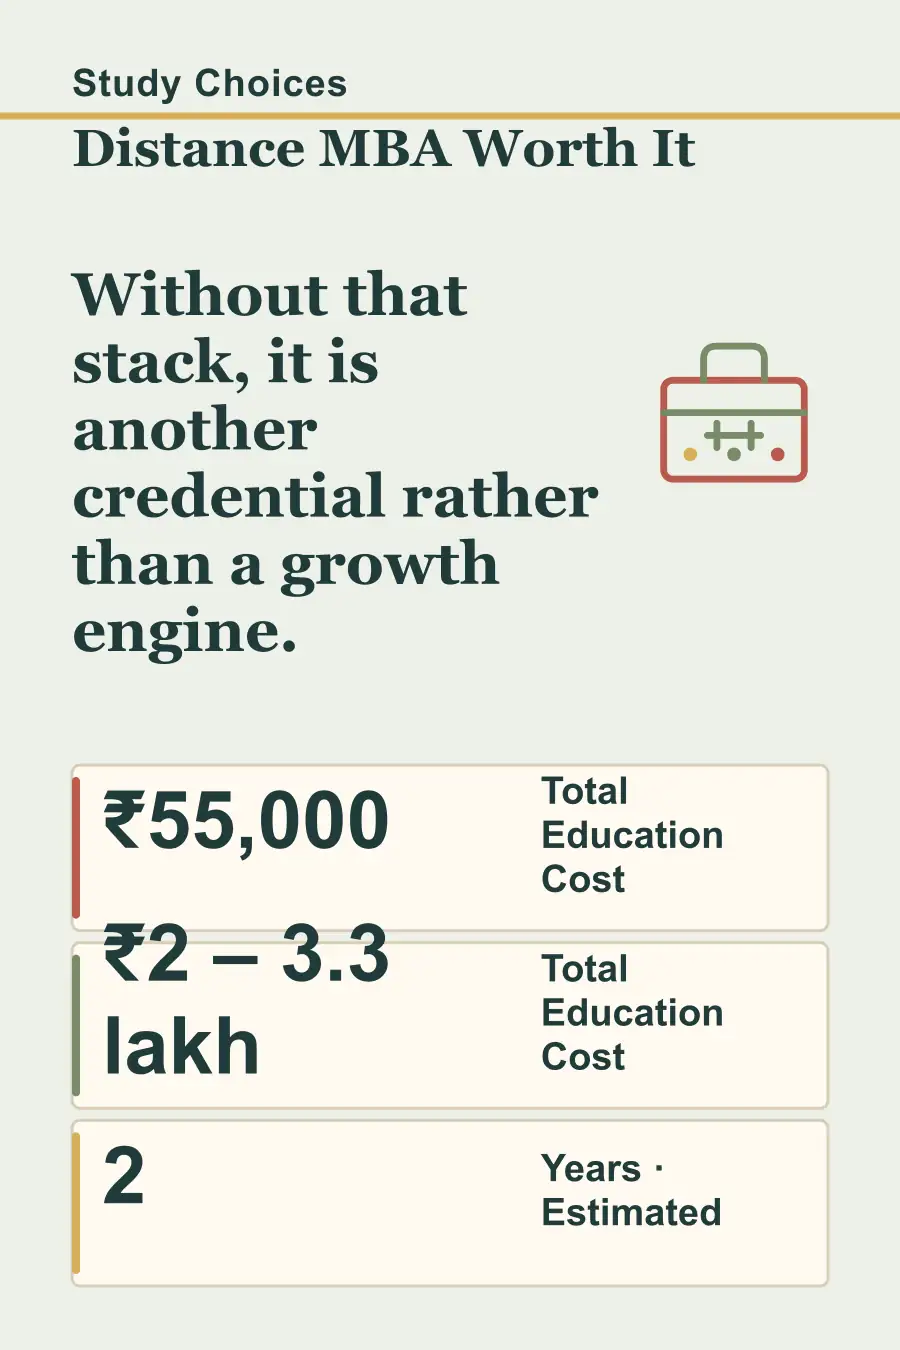 Study Choices
Distance MBA Worth It
Without that
stack, it is
another
credential rather
than a growth
engine.
₹55,000
Total
Education
Cost
₹2 – 3.3
lakh
Total
Education
Cost
2
Years ·
Estimated